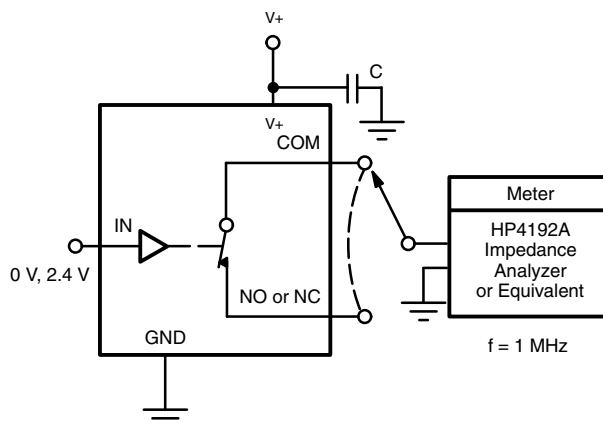 V+
C
V+
COM
Meter
IN
HP4192A
Impedance
Analyzer
or Equivalent
0 V, 2.4 V
NO or NC
GND
f = 1 MHz